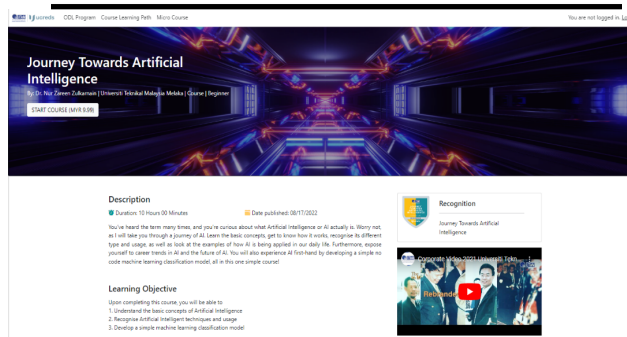 ucreds ODL Program Course Learning Path Micro Course You are not logged in. Lo
Journey Towards Artificial
Intelligence
By: Dr. Nur Zareen Zulkarnain | Universiti Teknikal Malaysia Melaka | Course | Beginner
START COURSE (MYR 9.99)
Description
Duration: 10 Hours 00 Minutes Date published: 08/17/2022
You've heard the term many times, and you're curious about what Artificial Intelligence or AI actually is. Worry not,
as I will take you through a journey of AI. Learn the basic concepts, get to know how it works, recognise its different
type and usage, as well as look at the examples of how AI is being applied in our daily life. Furthermore, expose
yourself to career trends in AI and the future of AI. You will also experience AI first-hand by developing a simple no
code machine learning classification model, all in this one simple course!
Learning Objective
Upon completing this course, you will be able to
1. Understand the basic concepts of Artificial Intelligence
2. Recognise Artificial Intelligent techniques and usage
3. Develop a simple machine learning classification model
Recognition
Journey Towards Artificial
Intelligence
Corporate Video 2021 Universiti Tekn...
Rebrande